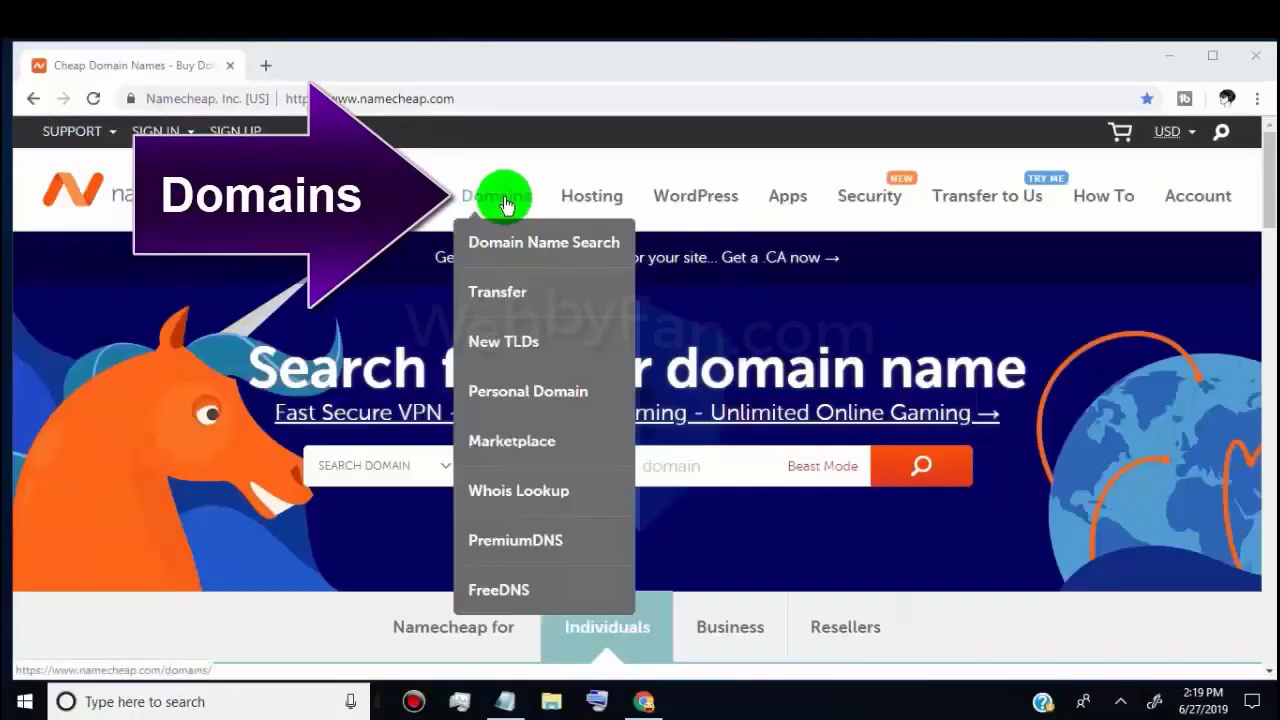 Cheap Domain Names - Buy Do
Namecheap, Inc. [US]
www.namecheap.com
SUPPORT SIGN IN SIGN UP
USD
Domains
Domains Hosting WordPress Apps Security NEW Transfer to Us TRY ME How To Account
Domain Name Search
Transfer
New TLDs
Personal Domain
Marketplace
Whois Lookup
PremiumDNS
FreeDNS
or your site... Get a .CA now →
Search
r domain name
Fast Secure VPN -
ming - Unlimited Online Gaming →
SEARCH DOMAIN
domain
Beast Mode
Namecheap for Individuals Business Resellers
https://www.namecheap.com/domains/
Type here to search
2:19 PM
6/27/2019